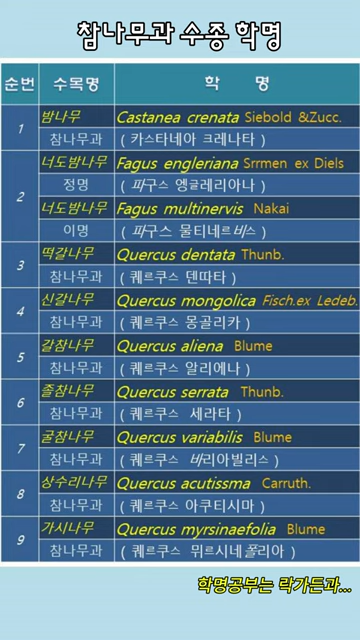 참나무과 수종 학명
순번 수목명 학 명
1 밤나무 Castanea crenata Siebold &Zucc.
참나무과 ( 카스타네아 크레나타 )
2 너도밤나무 Fagus engleriana Srrmen ex Diels
정명 ( 파구스 앵글레리아나 )
너도밤나무 Fagus multinervis Nakai
이명 ( 파구스 물티네르비스 )
3 떡갈나무 Quercus dentata Thunb.
참나무과 ( 퀘르쿠스 덴따타 )
4 신갈나무 Quercus mongolica Fisch.ex Ledeb.
참나무과 ( 퀘르쿠스 몽골리카 )
5 갈참나무 Quercus aliena Blume
참나무과 ( 퀘르쿠스 알리에나 )
6 졸참나무 Quercus serrata Thunb.
참나무과 ( 퀘르쿠스 세라타 )
7 굴참나무 Quercus variabilis Blume
참나무과 ( 퀘르쿠스 바리아빌리스 )
8 상수리나무 Quercus acutissma Carruth.
참나무과 ( 퀘르쿠스 아쿠티시마 )
9 가시나무 Quercus myrsinaefolia Blume
참나무과 ( 퀘르쿠스 뮈르시네폴리아 )
학명공부는 락가든과...